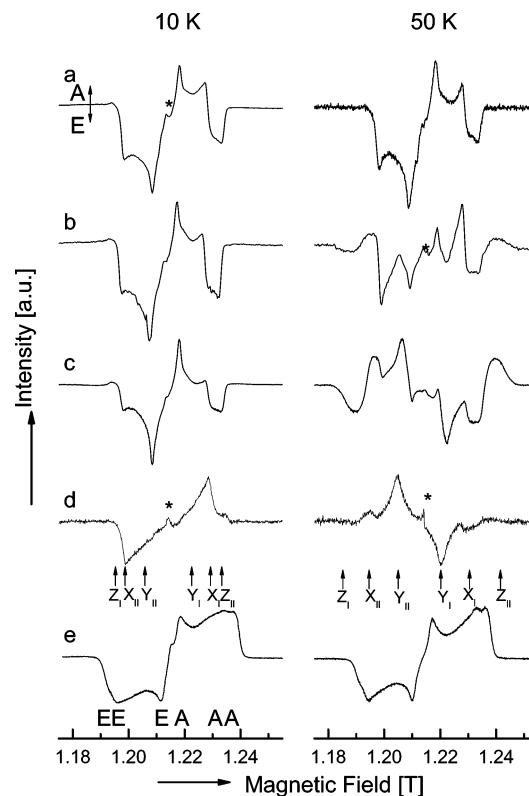 10 K 50 K
a
A
E
*
b
*
c
d
* *
Z_I X_II Y_II Y_I X_I Z_II
Z_I X_II Y_II Y_I X_I Z_II
e
EE E A AA
1.18 1.20 1.22 1.24 1.18 1.20 1.22 1.24
Magnetic Field [T]
Intensity [a.u.]